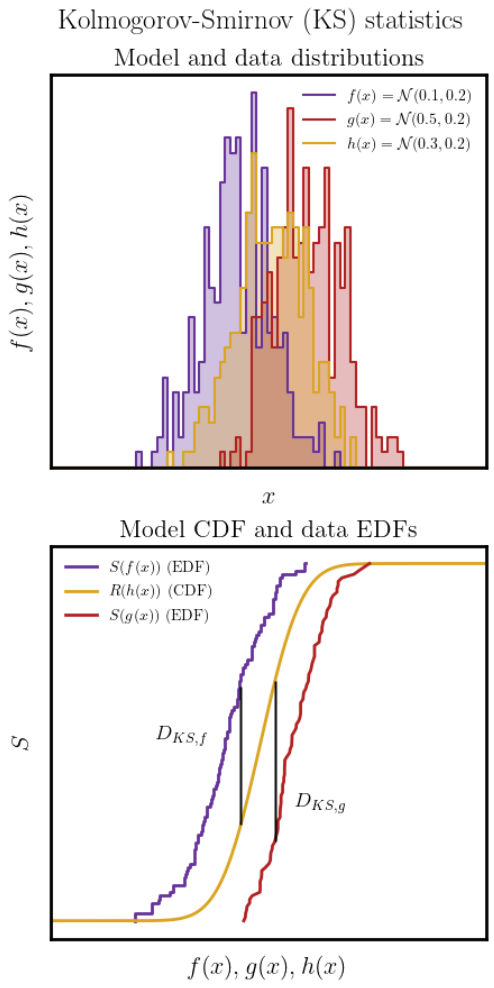 Kolmogorov-Smirnov (KS) statistics
Model and data distributions
f(x) = 𝒩(0.1, 0.2)
g(x) = 𝒩(0.5, 0.2)
h(x) = 𝒩(0.3, 0.2)
f(x), g(x), h(x)
x
Model CDF and data EDFs
S(f(x)) (EDF)
R(h(x)) (CDF)
S(g(x)) (EDF)
S
D_{KS,f}
D_{KS,g}
f(x), g(x), h(x)